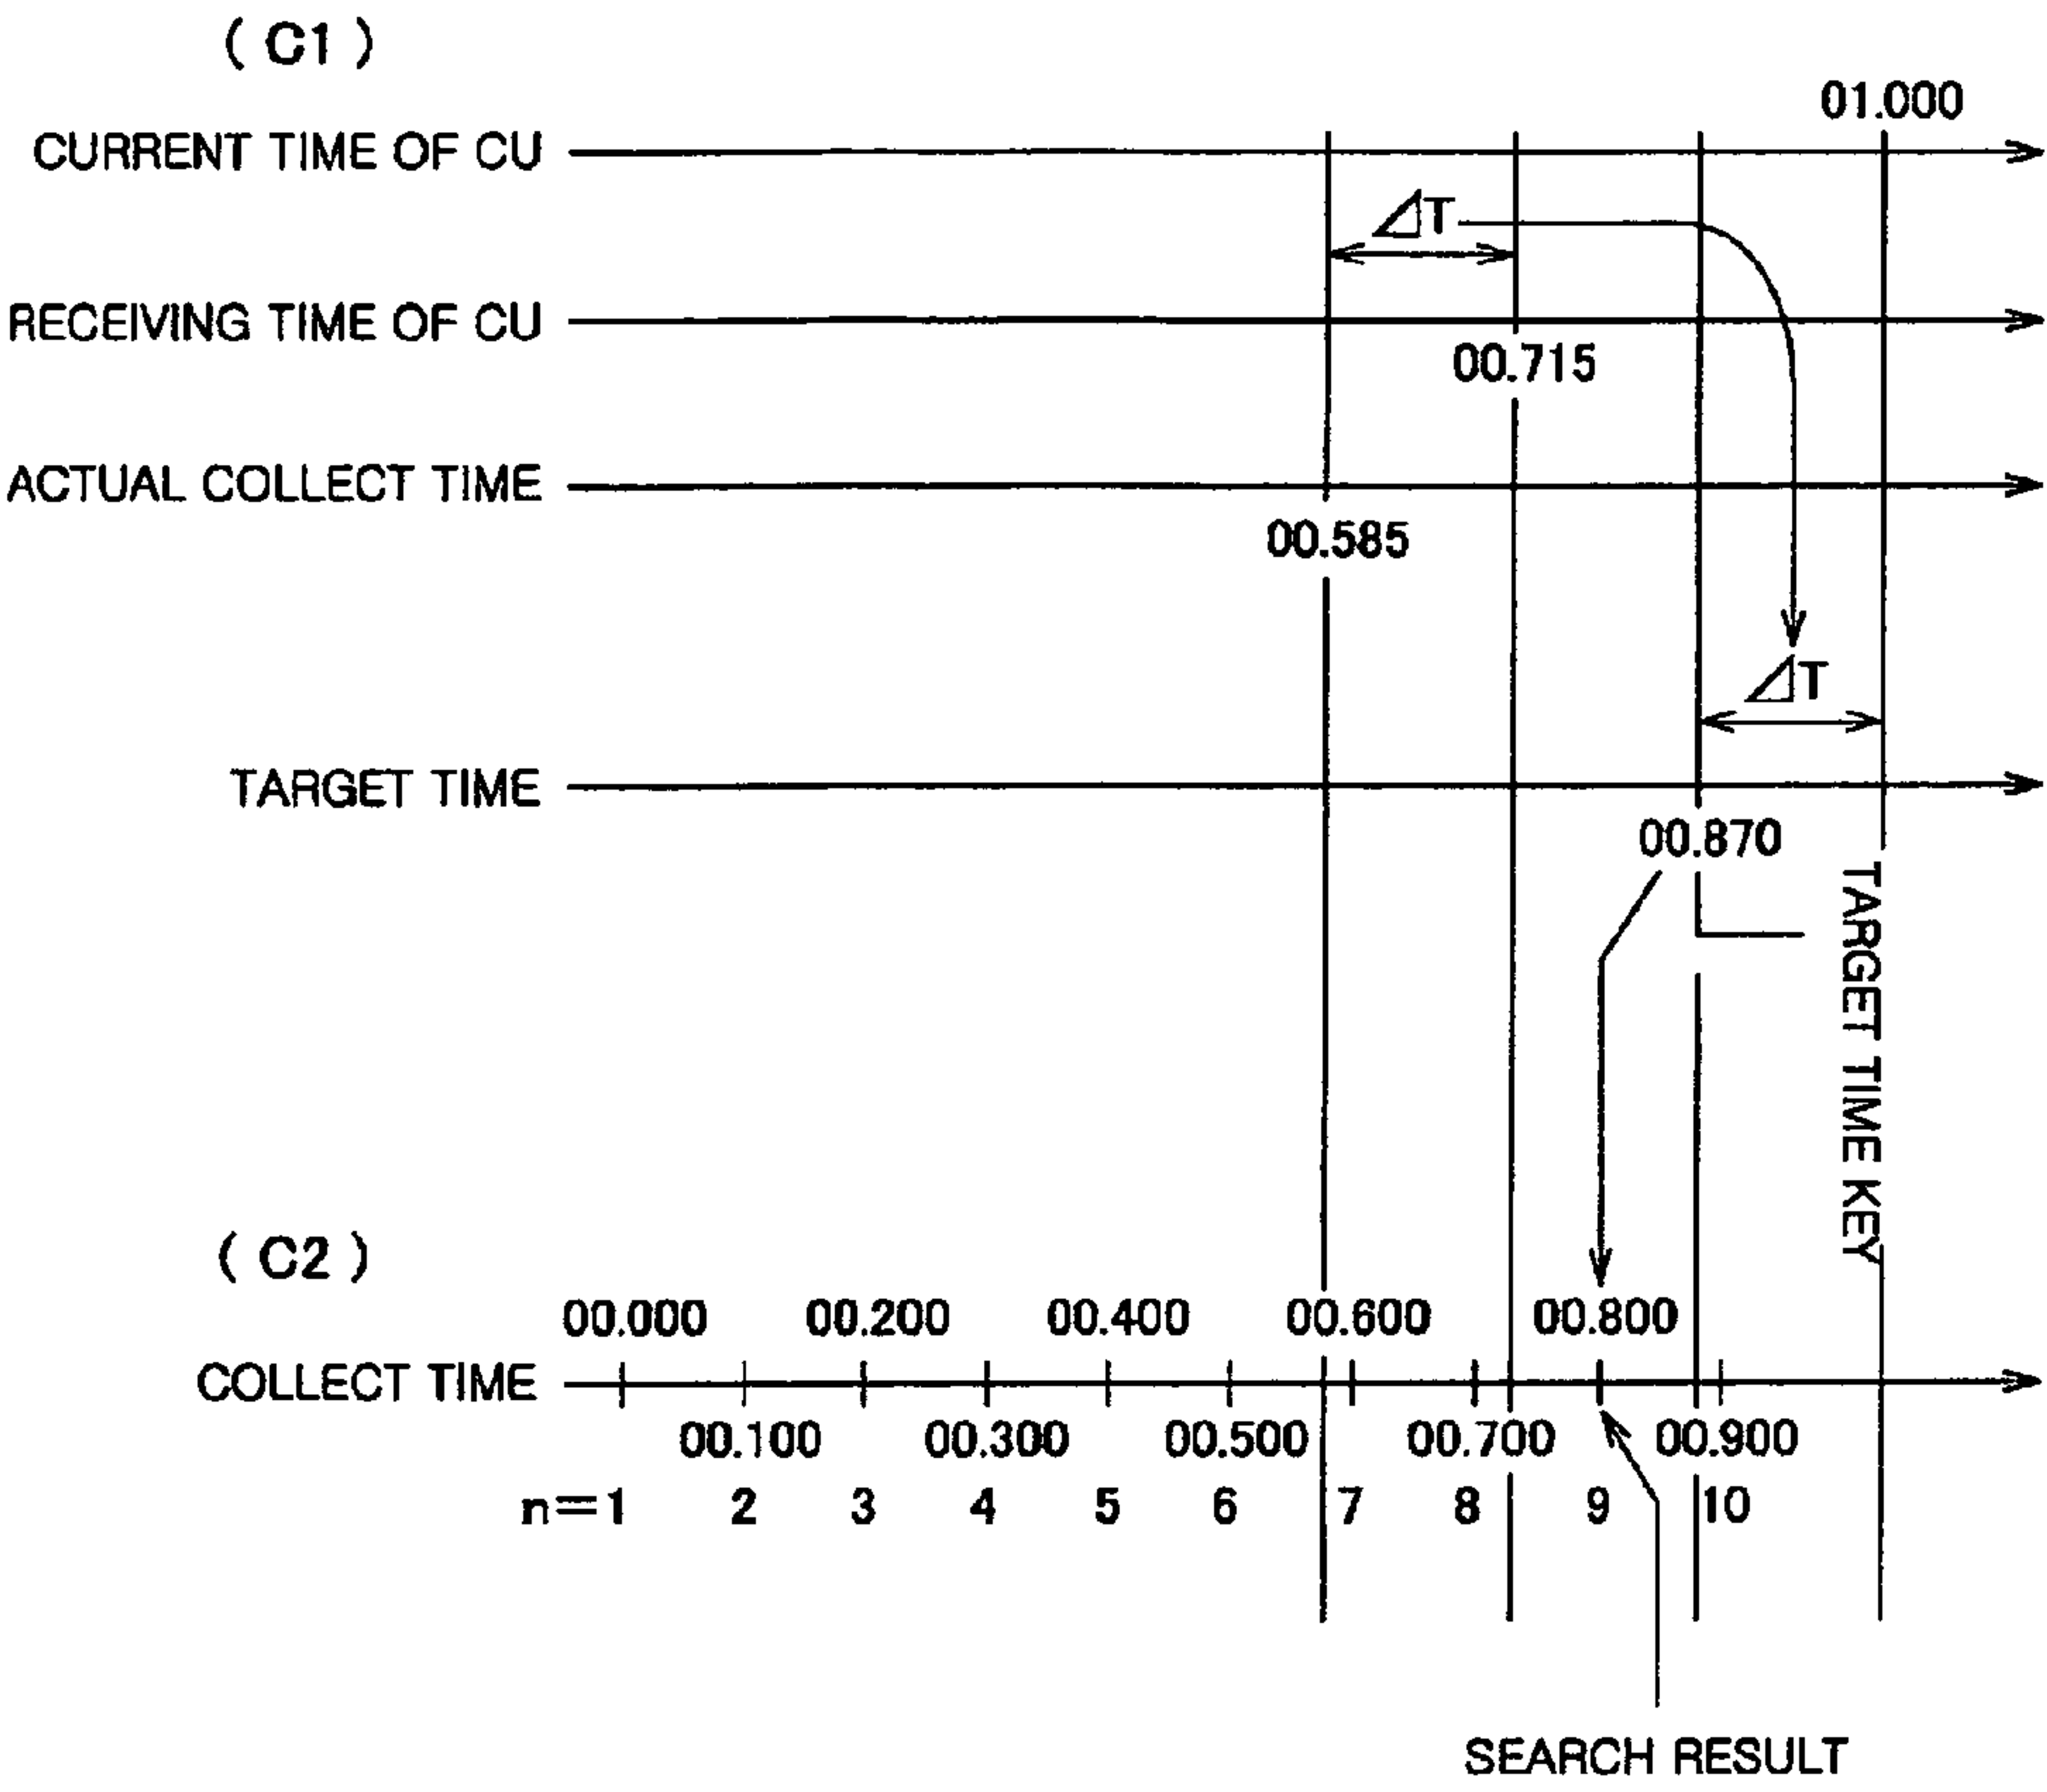 ( C1 )
01.000
CURRENT TIME OF CU
⊿T
RECEIVING TIME OF CU
00.715
ACTUAL COLLECT TIME
00.585
⊿T
TARGET TIME
00.870
TARGET TIME KEY
( C2 )
00.000 00.200 00.400 00.600 00.800
COLLECT TIME
00.100 00.300 00.500 00.700 00.900
n=1 2 3 4 5 6 7 8 9 10
SEARCH RESULT